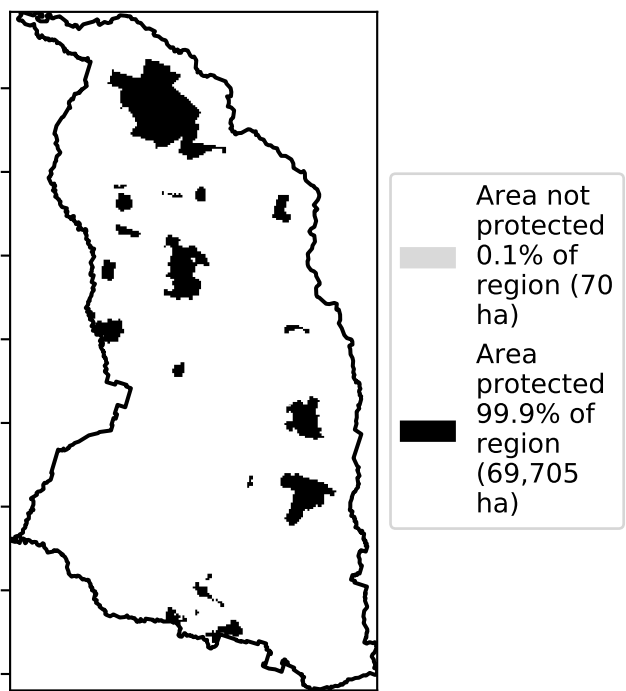 Area not
protected
0.1% of
region (70
ha)
Area
protected
99.9% of
region
(69,705
ha)